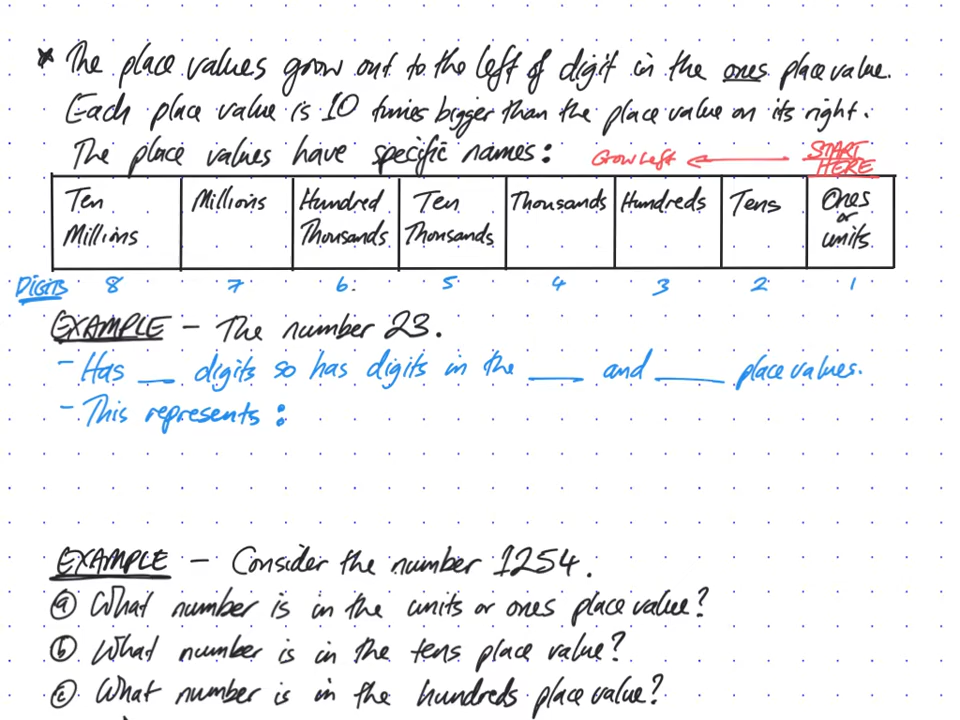 * The place values grow out to the left of digit in the ones place value.
Each place value is 10 times bigger than the place value on its right.
The place values have specific names:
Grow left ← START HERE
Ten Millions | Millions | Hundred Thousands | Ten Thousands | Thousands | Hundreds | Tens | Ones or units
Digits 8 7 6 5 4 3 2 1
EXAMPLE - The number 23.
- Has __ digits so has digits in the ___ and ____ place values.
- This represents:
EXAMPLE - Consider the number 1254.
(a) What number is in the units or ones place value?
(b) What number is in the tens place value?
(c) What number is in the hundreds place value?